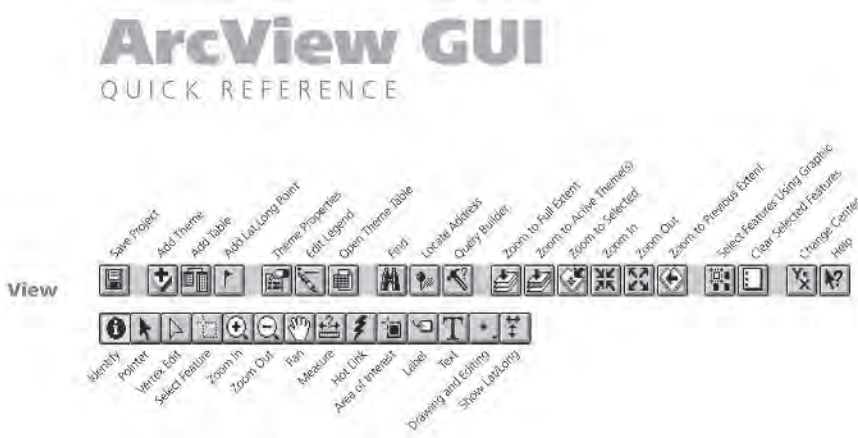 ArcView GUI
QUICK REFERENCE
Save Project
Add Theme
Add Table
Add Lat.Long Point
Theme Properties
Edit Legend
Open Theme Table
Find
Locate Address
Query Builder
Zoom to Full Extent
Zoom to Active Theme(s)
Zoom to Selected
Zoom In
Zoom Out
Zoom to Previous Extent
Select Features Using Graphic
Clear Selected Features
Change Center
Help
View
Identify
Pointer
Vertex Edit
Select Feature
Zoom In
Zoom Out
Pan
Measure
Hot Link
Area of Interest
Label
Text
Drawing and Editing
Show Lat/Long